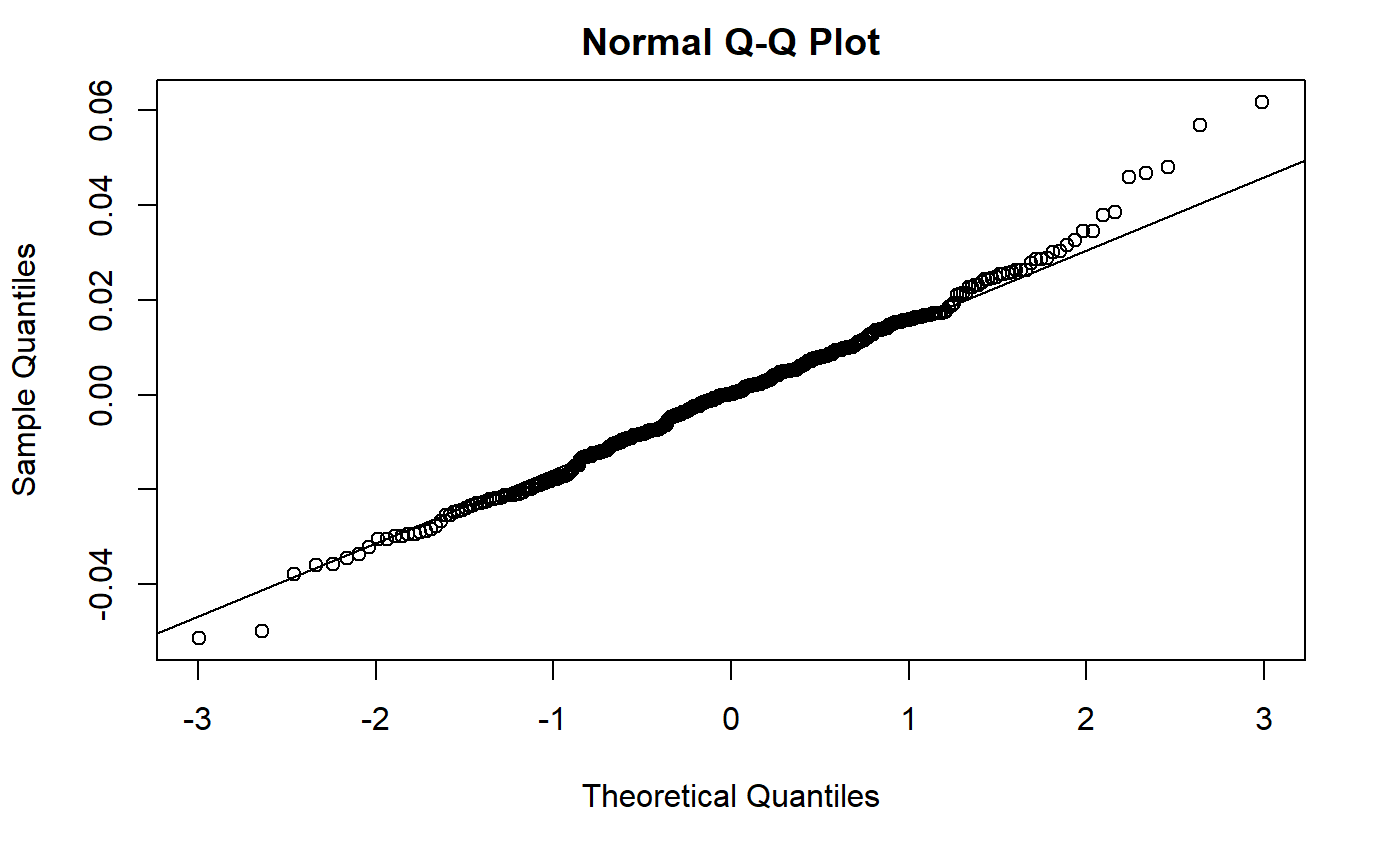 Normal Q-Q Plot
Sample Quantiles
0.06
0.04
0.02
0.00
-0.04
-3 -2 -1 0 1 2 3
Theoretical Quantiles